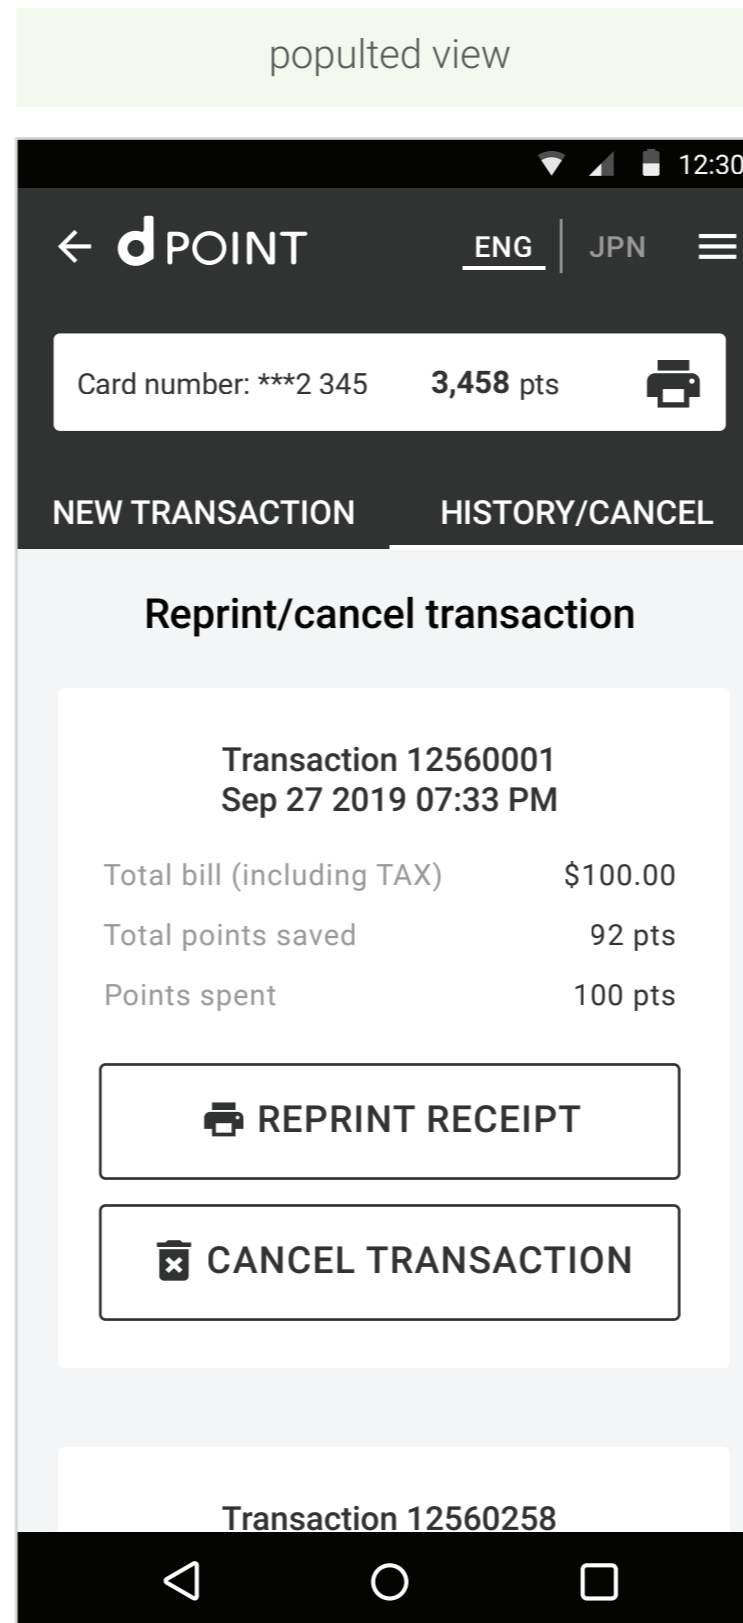 populted view
12:30
d POINT ENG JPN
Card number: ***2 345 3,458 pts
NEW TRANSACTION HISTORY/CANCEL
Reprint/cancel transaction
Transaction 12560001
Sep 27 2019 07:33 PM
Total bill (including TAX) $100.00
Total points saved 92 pts
Points spent 100 pts
REPRINT RECEIPT
CANCEL TRANSACTION
Transaction 12560258